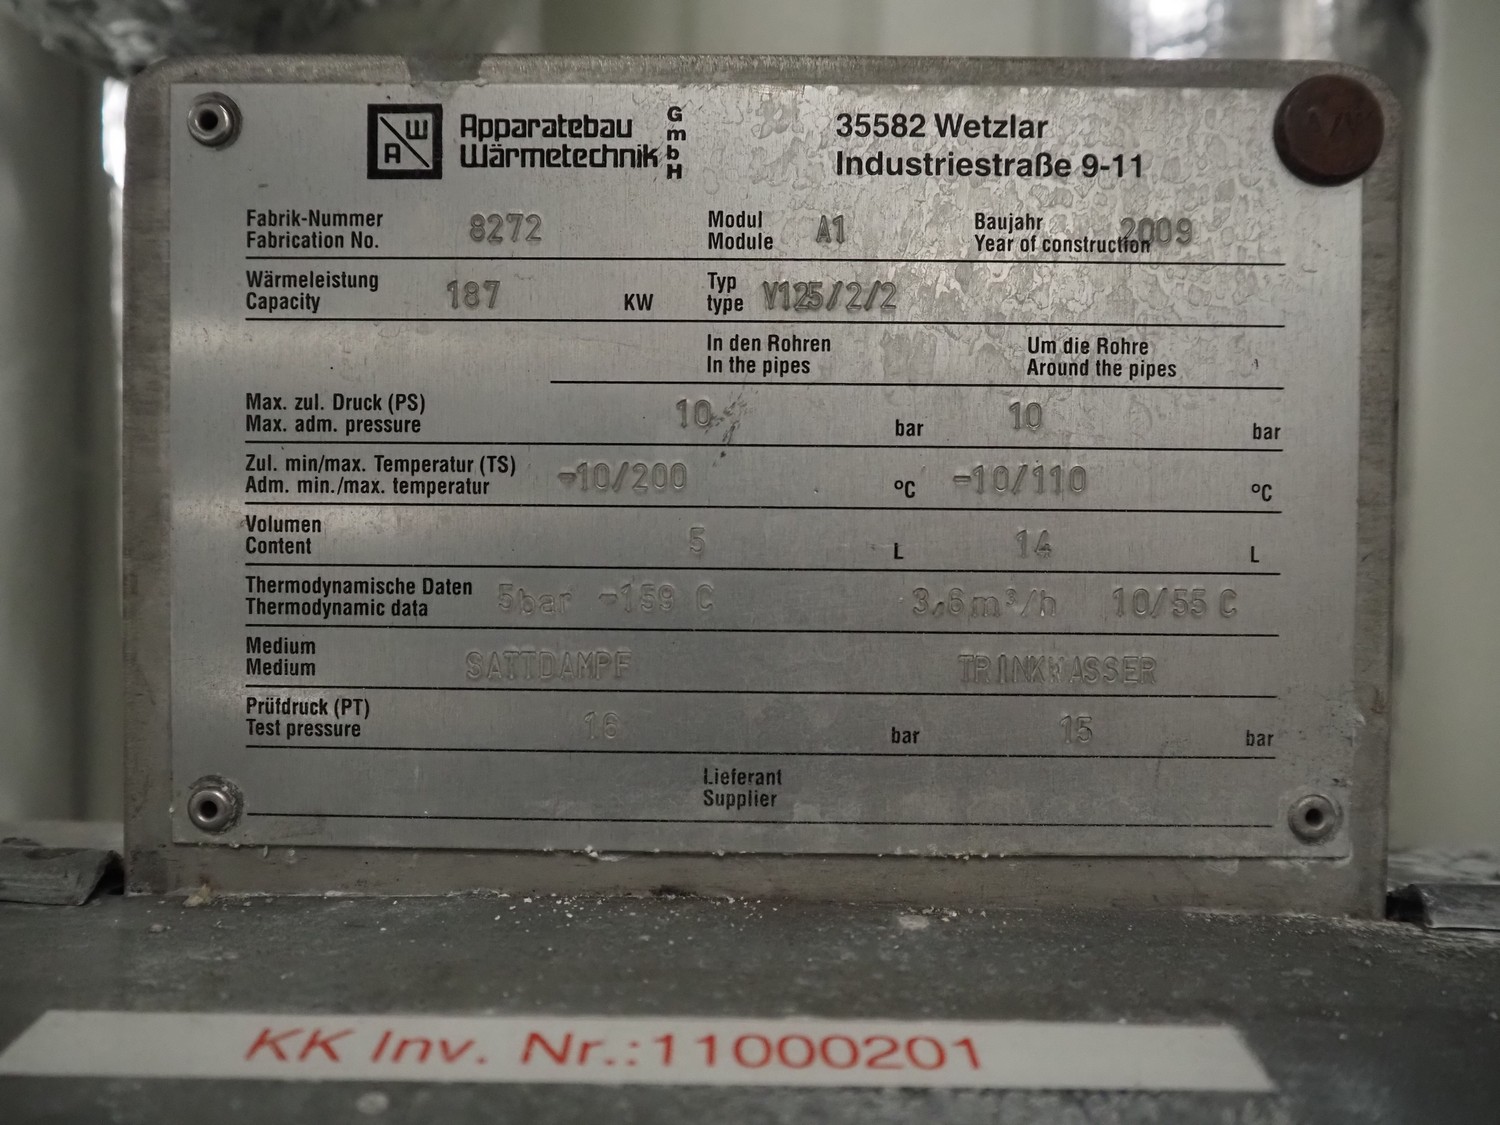 AW Apparatebau GmbH 35582 Wetzlar
Wärmetechnik Industriestraße 9-11
Fabrik-Nummer 8272 Modul A1 Baujahr 2009
Fabrication No. Module Year of construction
Wärmeleistung 187 KW Typ V125/2/2
Capacity type
In den Rohren Um die Rohre
In the pipes Around the pipes
Max. zul. Druck (PS) 10 bar 10 bar
Max. adm. pressure
Zul. min/max. Temperatur (TS) -10/200 °C -10/110 °C
Adm. min./max. temperatur
Volumen 5 L 14 L
Content
Thermodynamische Daten 5bar -159 C 3,6m³/h 10/55 C
Thermodynamic data
Medium SATTDAMPF TRINKWASSER
Medium
Prüfdruck (PT) 16 bar 15 bar
Test pressure
Lieferant
Supplier
KK Inv. Nr.:11000201